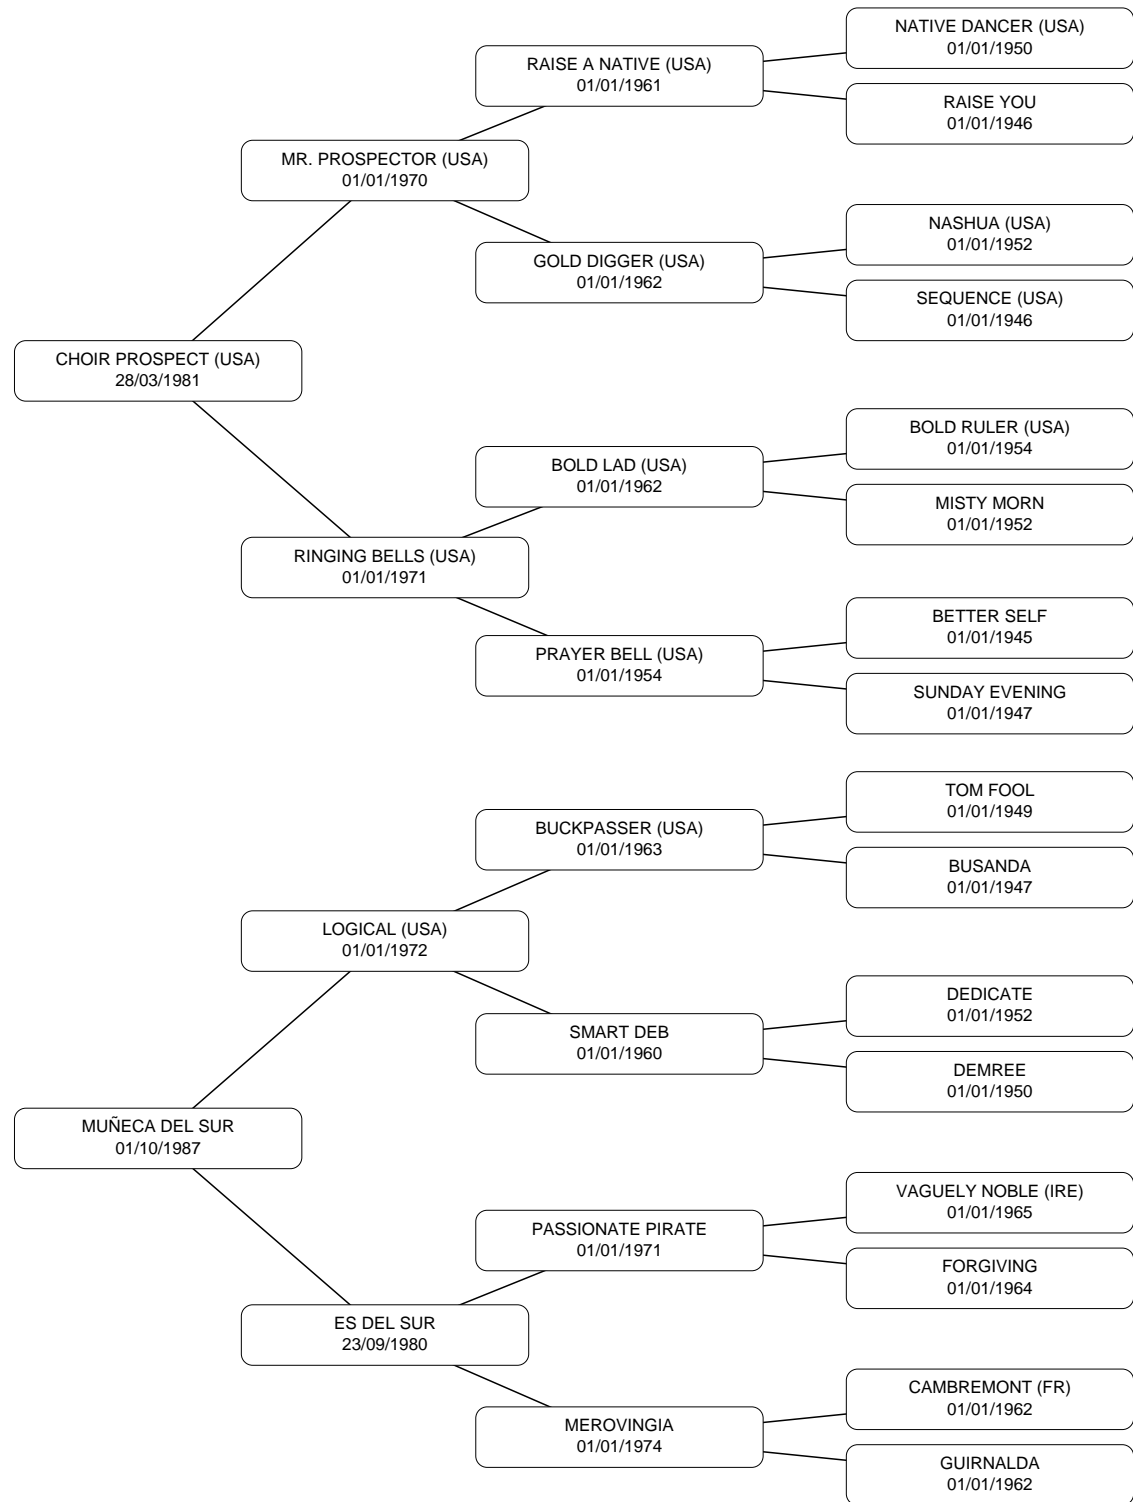 NATIVE DANCER (USA)
01/01/1950
RAISE A NATIVE (USA)
01/01/1961
RAISE YOU
01/01/1946
MR. PROSPECTOR (USA)
01/01/1970
NASHUA (USA)
01/01/1952
GOLD DIGGER (USA)
01/01/1962
SEQUENCE (USA)
01/01/1946
CHOIR PROSPECT (USA)
28/03/1981
BOLD RULER (USA)
01/01/1954
BOLD LAD (USA)
01/01/1962
MISTY MORN
01/01/1952
RINGING BELLS (USA)
01/01/1971
BETTER SELF
01/01/1945
PRAYER BELL (USA)
01/01/1954
SUNDAY EVENING
01/01/1947
TOM FOOL
01/01/1949
BUCKPASSER (USA)
01/01/1963
BUSANDA
01/01/1947
LOGICAL (USA)
01/01/1972
DEDICATE
01/01/1952
SMART DEB
01/01/1960
DEMREE
01/01/1950
MUÑECA DEL SUR
01/10/1987
VAGUELY NOBLE (IRE)
01/01/1965
PASSIONATE PIRATE
01/01/1971
FORGIVING
01/01/1964
ES DEL SUR
23/09/1980
CAMBREMONT (FR)
01/01/1962
MEROVINGIA
01/01/1974
GUIRNALDA
01/01/1962